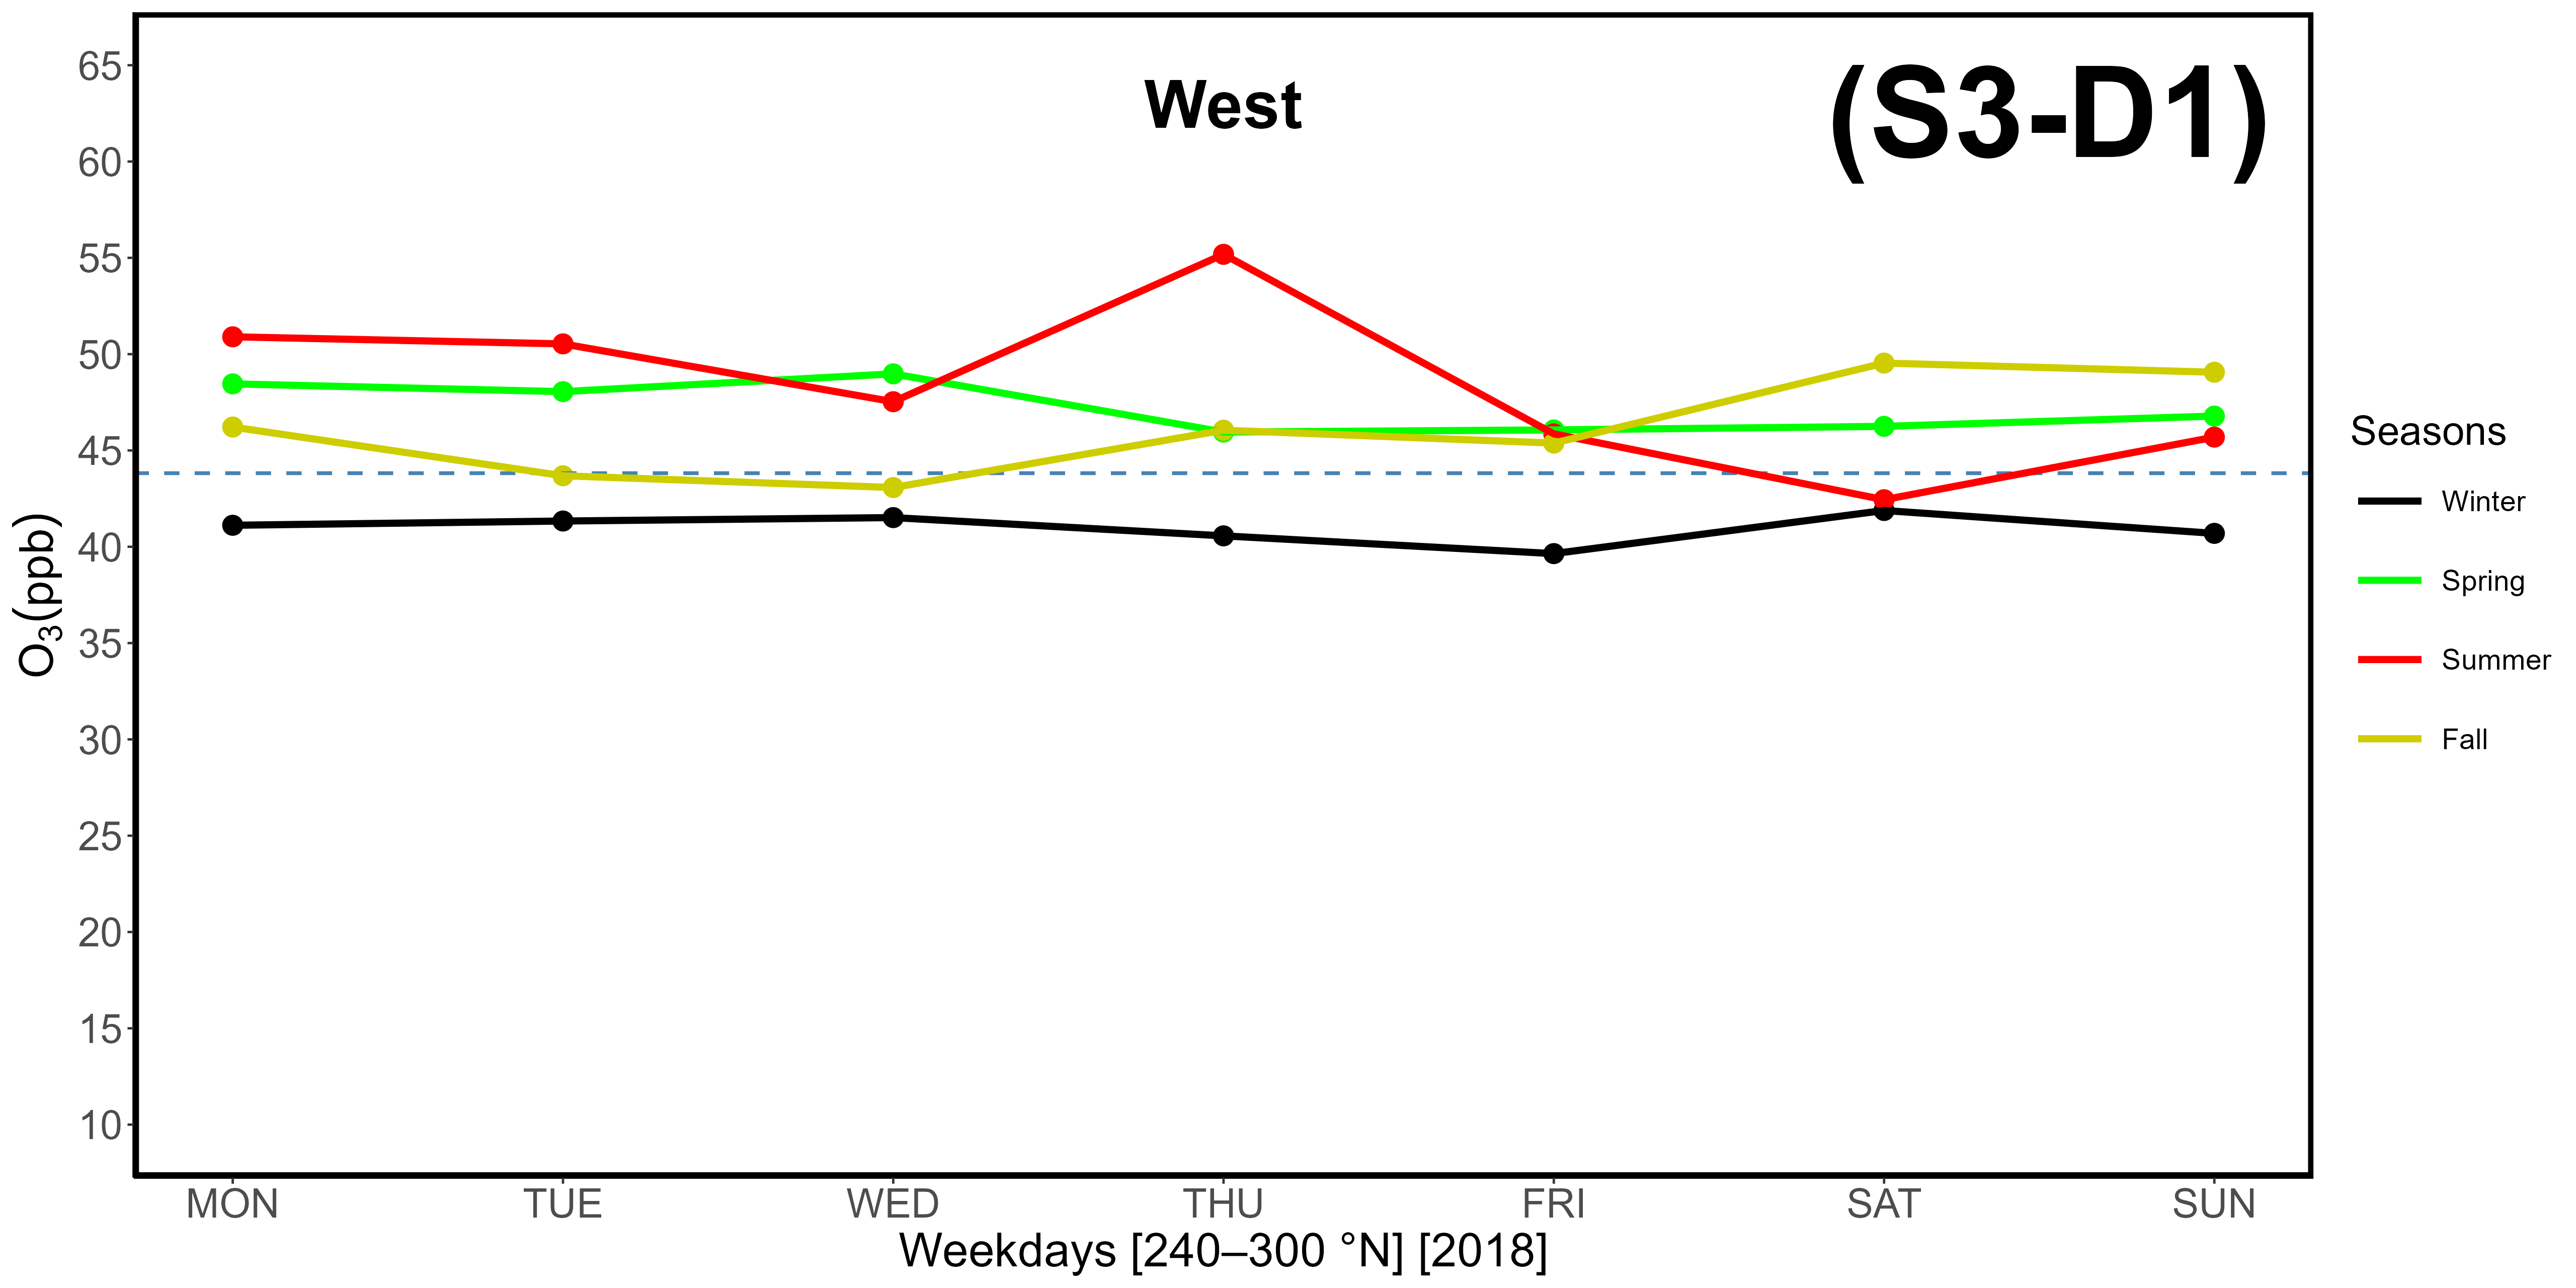 West
(S3-D1)
65
60
55
50
45
40
35
30
25
20
15
10
O₃(ppb)
MON TUE WED THU FRI SAT SUN
Weekdays [240–300 °N] [2018]
Seasons
Winter
Spring
Summer
Fall